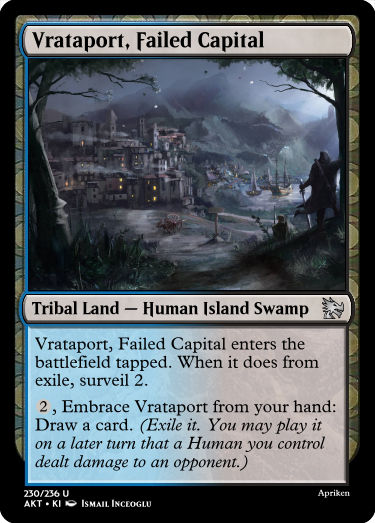 Vrataport, Failed Capital
Tribal Land — Human Island Swamp
Vrataport, Failed Capital enters the
battlefield tapped. When it does from
exile, surveil 2.
2, Embrace Vrataport from your hand:
Draw a card. (Exile it. You may play it
on a later turn that a Human you control
dealt damage to an opponent.)
230/236 U
Apriken
AKT • KI Ismail Inceoglu